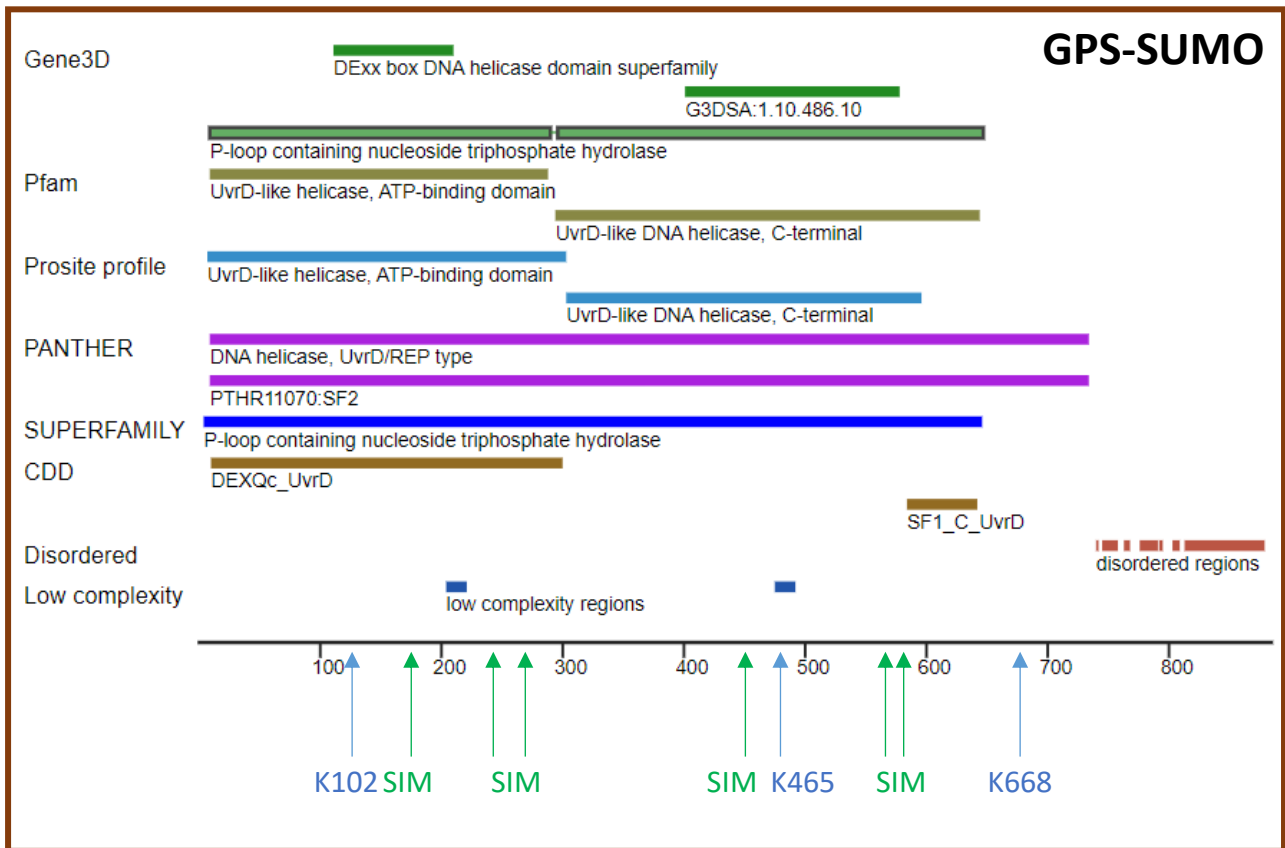 GPS-SUMO
Gene3D
DExx box DNA helicase domain superfamily
G3DSA:1.10.486.10
P-loop containing nucleoside triphosphate hydrolase
Pfam
UvrD-like helicase, ATP-binding domain
UvrD-like DNA helicase, C-terminal
Prosite profile
UvrD-like helicase, ATP-binding domain
UvrD-like DNA helicase, C-terminal
PANTHER
DNA helicase, UvrD/REP type
PTHR11070:SF2
SUPERFAMILY
P-loop containing nucleoside triphosphate hydrolase
CDD
DEXQc_UvrD
SF1_C_UvrD
Disordered
disordered regions
Low complexity
low complexity regions
100 200 300 400 500 600 700 800
K102 SIM SIM SIM K465 SIM K668